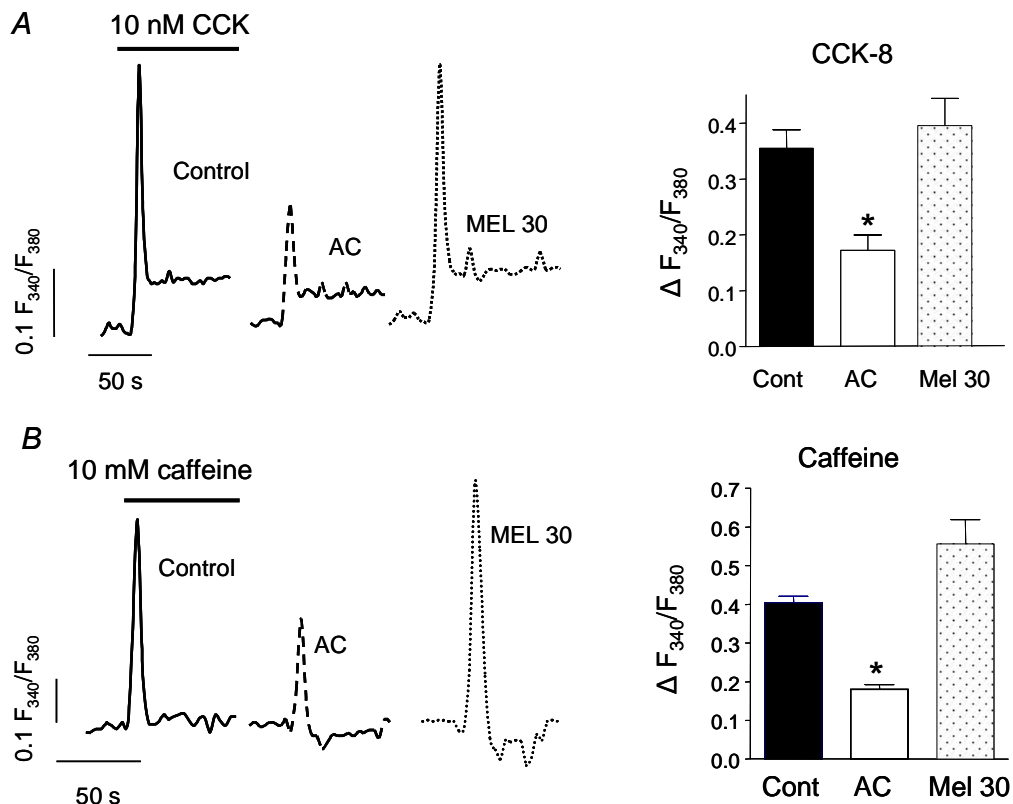 A
10 nM CCK
Control
AC
MEL 30
0.1 F340/F380
50 s
CCK-8
Δ F340/F380
0.4
0.3
0.2
0.1
0.0
*
Cont AC Mel 30
B
10 mM caffeine
Control
AC
MEL 30
0.1 F340/F380
50 s
Caffeine
Δ F340/F380
0.7
0.6
0.5
0.4
0.3
0.2
0.1
0.0
*
Cont AC Mel 30